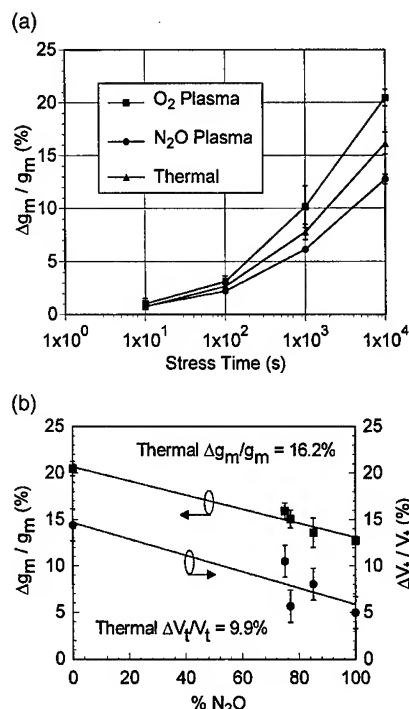 (a)
25
20
15
10
5
0
Δgm / gm (%)
O2 Plasma
N2O Plasma
Thermal
1x10^0 1x10^1 1x10^2 1x10^3 1x10^4
Stress Time (s)
(b)
25 25
20 20
15 15
10 10
5 5
0 0
Δgm / gm (%)
ΔVt / Vt (%)
Thermal Δgm/gm = 16.2%
Thermal ΔVt/Vt = 9.9%
0 20 40 60 80 100
% N2O